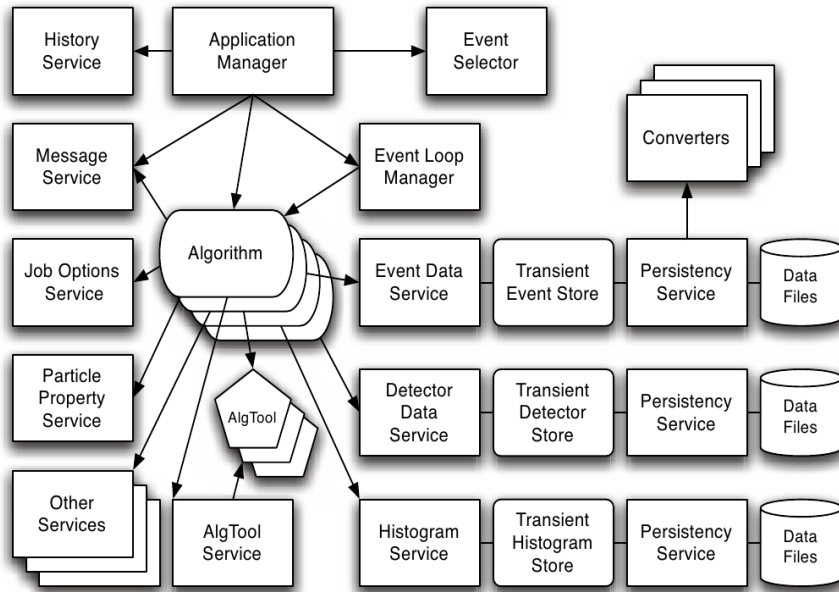 History
Service
Application
Manager
Event
Selector
Message
Service
Event Loop
Manager
Converters
Algorithm
Job Options
Service
Event Data
Service
Transient
Event Store
Persistency
Service
Data
Files
Particle
Property
Service
AlgTool
Detector
Data
Service
Transient
Detector
Store
Persistency
Service
Data
Files
Other
Services
AlgTool
Service
Histogram
Service
Transient
Histogram
Store
Persistency
Service
Data
Files